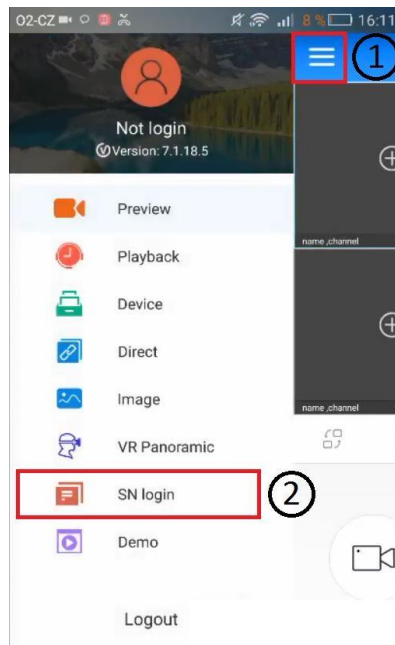 O2-CZ 8 % 16:11
1
Not login
Version: 7.1.18.5
Preview
Playback
name ,channel
Device
Direct
Image
name ,channel
VR Panoramic
SN login
2
Demo
Logout